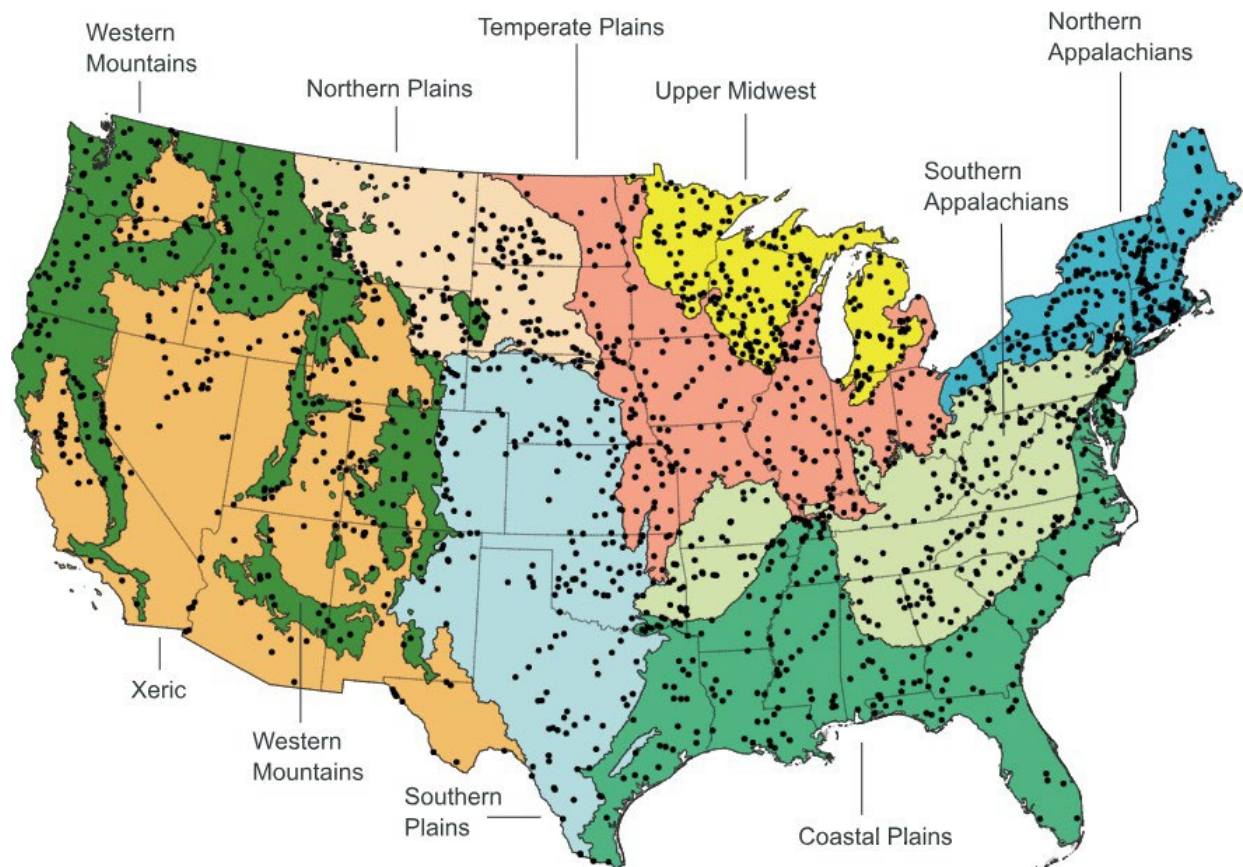 Western
Mountains
Northern Plains
Temperate Plains
Upper Midwest
Northern
Appalachians
Southern
Appalachians
Xeric
Western
Mountains
Southern
Plains
Coastal Plains